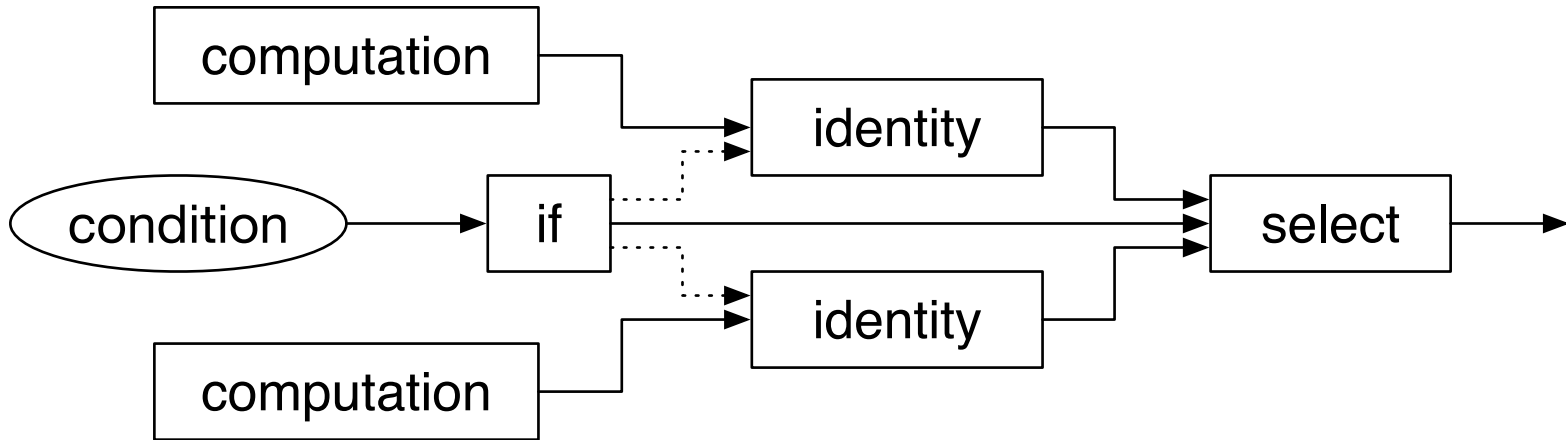 computation
identity
condition
if
select
identity
computation